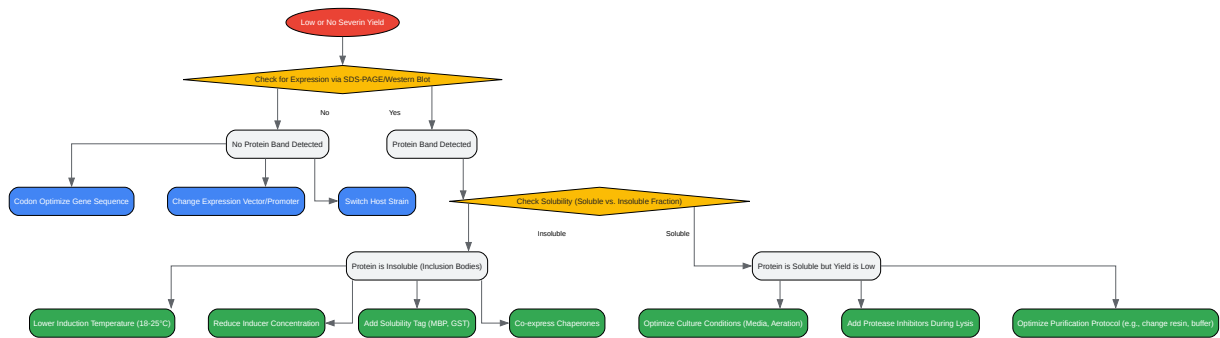 Low or No Severin Yield
Check for Expression via SDS-PAGE/Western Blot
No
Yes
No Protein Band Detected
Protein Band Detected
Codon Optimize Gene Sequence
Change Expression Vector/Promoter
Switch Host Strain
Check Solubility (Soluble vs. Insoluble Fraction)
Insoluble
Soluble
Protein is Insoluble (Inclusion Bodies)
Protein is Soluble but Yield is Low
Lower Induction Temperature (18-25°C)
Reduce Inducer Concentration
Add Solubility Tag (MBP, GST)
Co-express Chaperones
Optimize Culture Conditions (Media, Aeration)
Add Protease Inhibitors During Lysis
Optimize Purification Protocol (e.g., change resin, buffer)